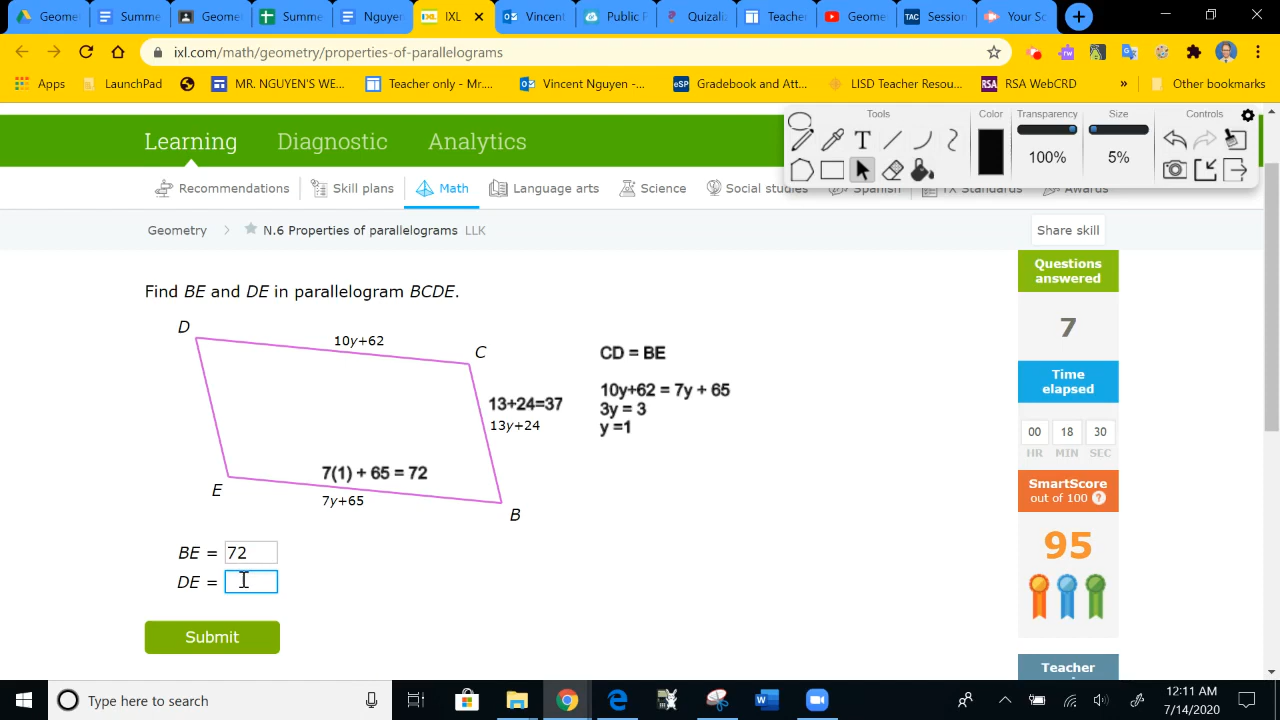 Geometr
Summe
Geome
Summe
Nguyer
IXL
Vincent
Public P
Quizaliz
Teacher
Geomet
TAC
Session
Your Sc
ixl.com/math/geometry/properties-of-parallelograms
Apps
LaunchPad
MR. NGUYEN'S WE...
Teacher only - Mr....
Vincent Nguyen -...
eSP
Gradebook and Att...
LISD Teacher Resou...
RSA
RSA WebCRD
»
Other bookmarks
Learning
Diagnostic
Analytics
Tools
Color
Transparency
Size
Controls
T
100%
5%
Recommendations
Skill plans
Math
Language arts
Science
Social studies
Spanish
TX Standards
Awards
Geometry
N.6 Properties of parallelograms LLK
Share skill
Find BE and DE in parallelogram BCDE.
D
10y+62
C
13+24=37
13y+24
7(1) + 65 = 72
E
7y+65
B
CD = BE
10y+62 = 7y + 65
3y = 3
y =1
BE = 72
DE =
Submit
Questions
answered
7
Time
elapsed
00 18 30
HR MIN SEC
SmartScore
out of 100 ?
95
Teacher
Type here to search
12:11 AM
7/14/2020